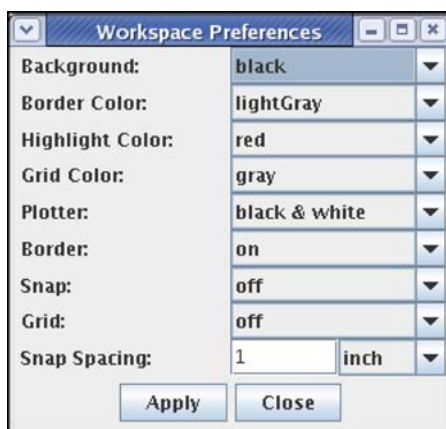 Workspace Preferences
Background: black
Border Color: lightGray
Highlight Color: red
Grid Color: gray
Plotter: black & white
Border: on
Snap: off
Grid: off
Snap Spacing: 1 inch
Apply Close